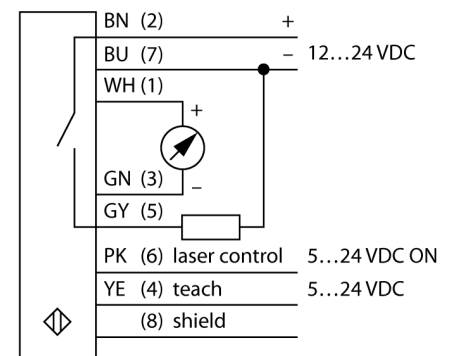 BN (2) +
BU (7) – 12...24 VDC
WH (1)
+
GN (3) –
GY (5)
PK (6) laser control 5...24 VDC ON
YE (4) teach 5...24 VDC
(8) shield